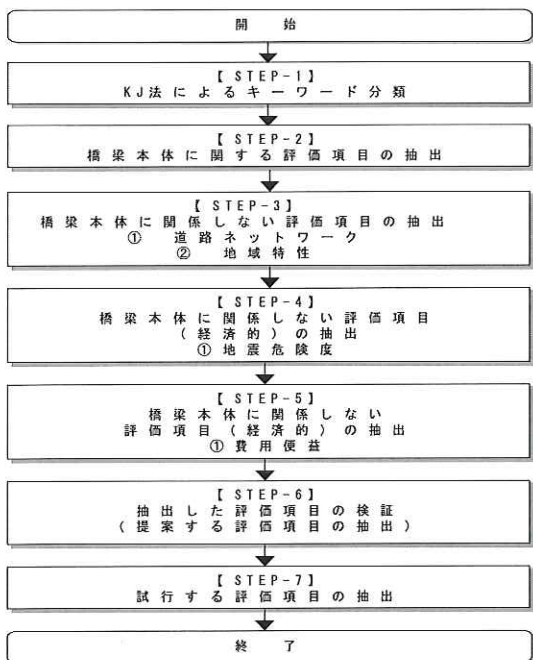 開 始
【 STEP-1】
KJ法によるキーワード分類
【 STEP-2】
橋梁本体に関する評価項目の抽出
【 STEP-3】
橋梁本体に関係しない評価項目の抽出
① 道路ネットワーク
② 地域特性
【 STEP-4】
橋梁本体に関係しない評価項目
(経済的)の抽出
①地震危険度
【 STEP-5】
橋梁本体に関係しない
評価項目(経済的)の抽出
①費用便益
【 STEP-6】
抽出した評価項目の検証
(提案する評価項目の抽出)
【 STEP-7】
試行する評価項目の抽出
終 了